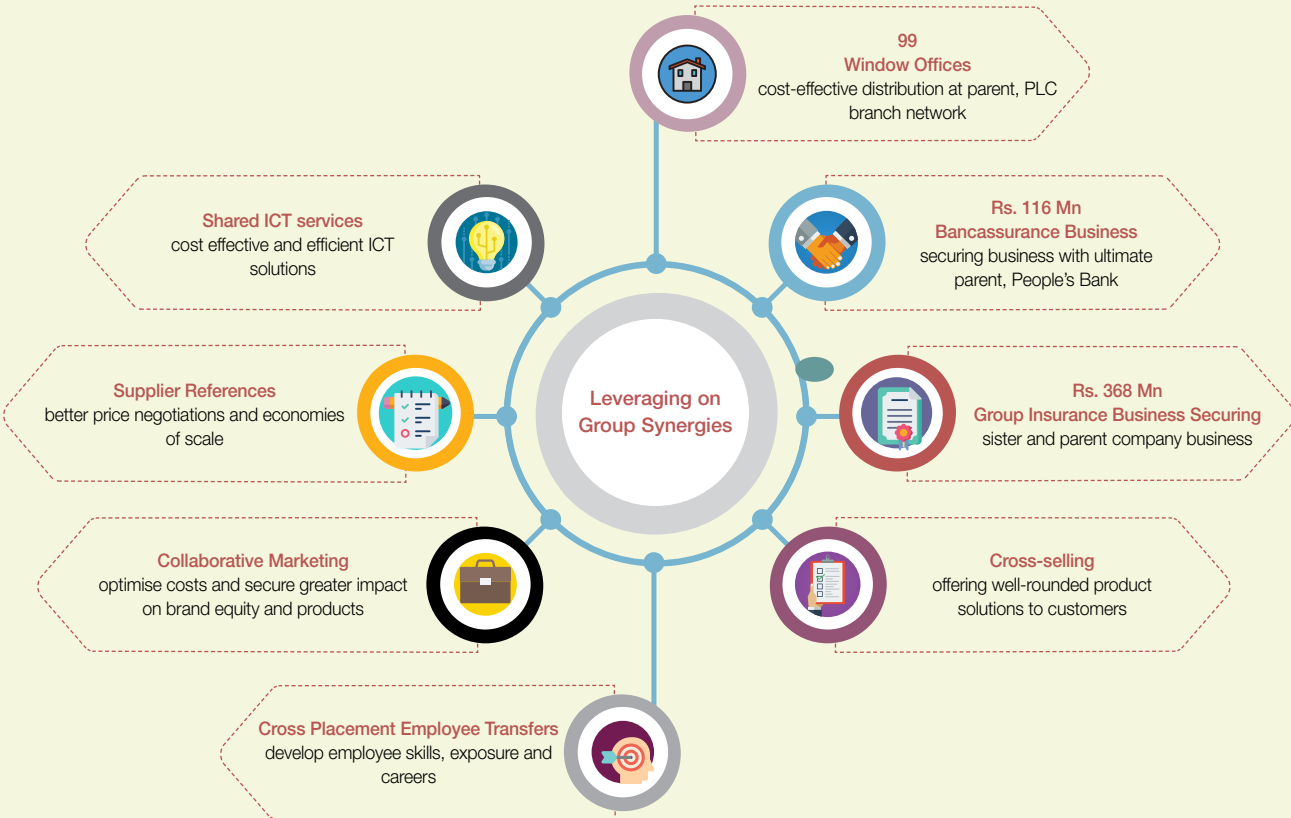 99
Window Offices
cost-effective distribution at parent, PLC
branch network
Rs. 116 Mn
Bancassurance Business
securing business with ultimate
parent, People’s Bank
Rs. 368 Mn
Group Insurance Business Securing
sister and parent company business
Cross-selling
offering well-rounded product
solutions to customers
Cross Placement Employee Transfers
develop employee skills, exposure and
careers
Collaborative Marketing
optimise costs and secure greater impact
on brand equity and products
Supplier References
better price negotiations and economies
of scale
Shared ICT services
cost effective and efficient ICT
solutions
Leveraging on
Group Synergies